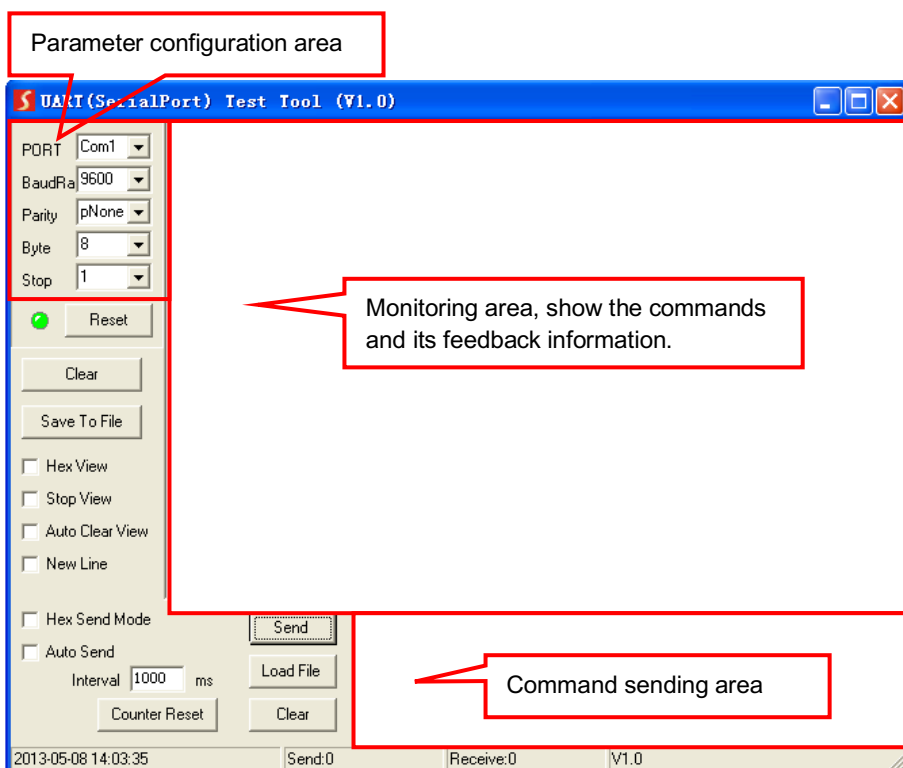 Parameter configuration area
UART(SerialPort) Test Tool (V1.0)
PORT Com1
BaudRa 9600
Parity pNone
Byte 8
Stop 1
Reset
Monitoring area, show the commands
and its feedback information.
Clear
Save To File
Hex View
Stop View
Auto Clear View
New Line
Hex Send Mode
Send
Auto Send
Interval 1000 ms
Load File
Command sending area
Counter Reset
Clear
2013-05-08 14:03:35 Send:0 Receive:0 V1.0